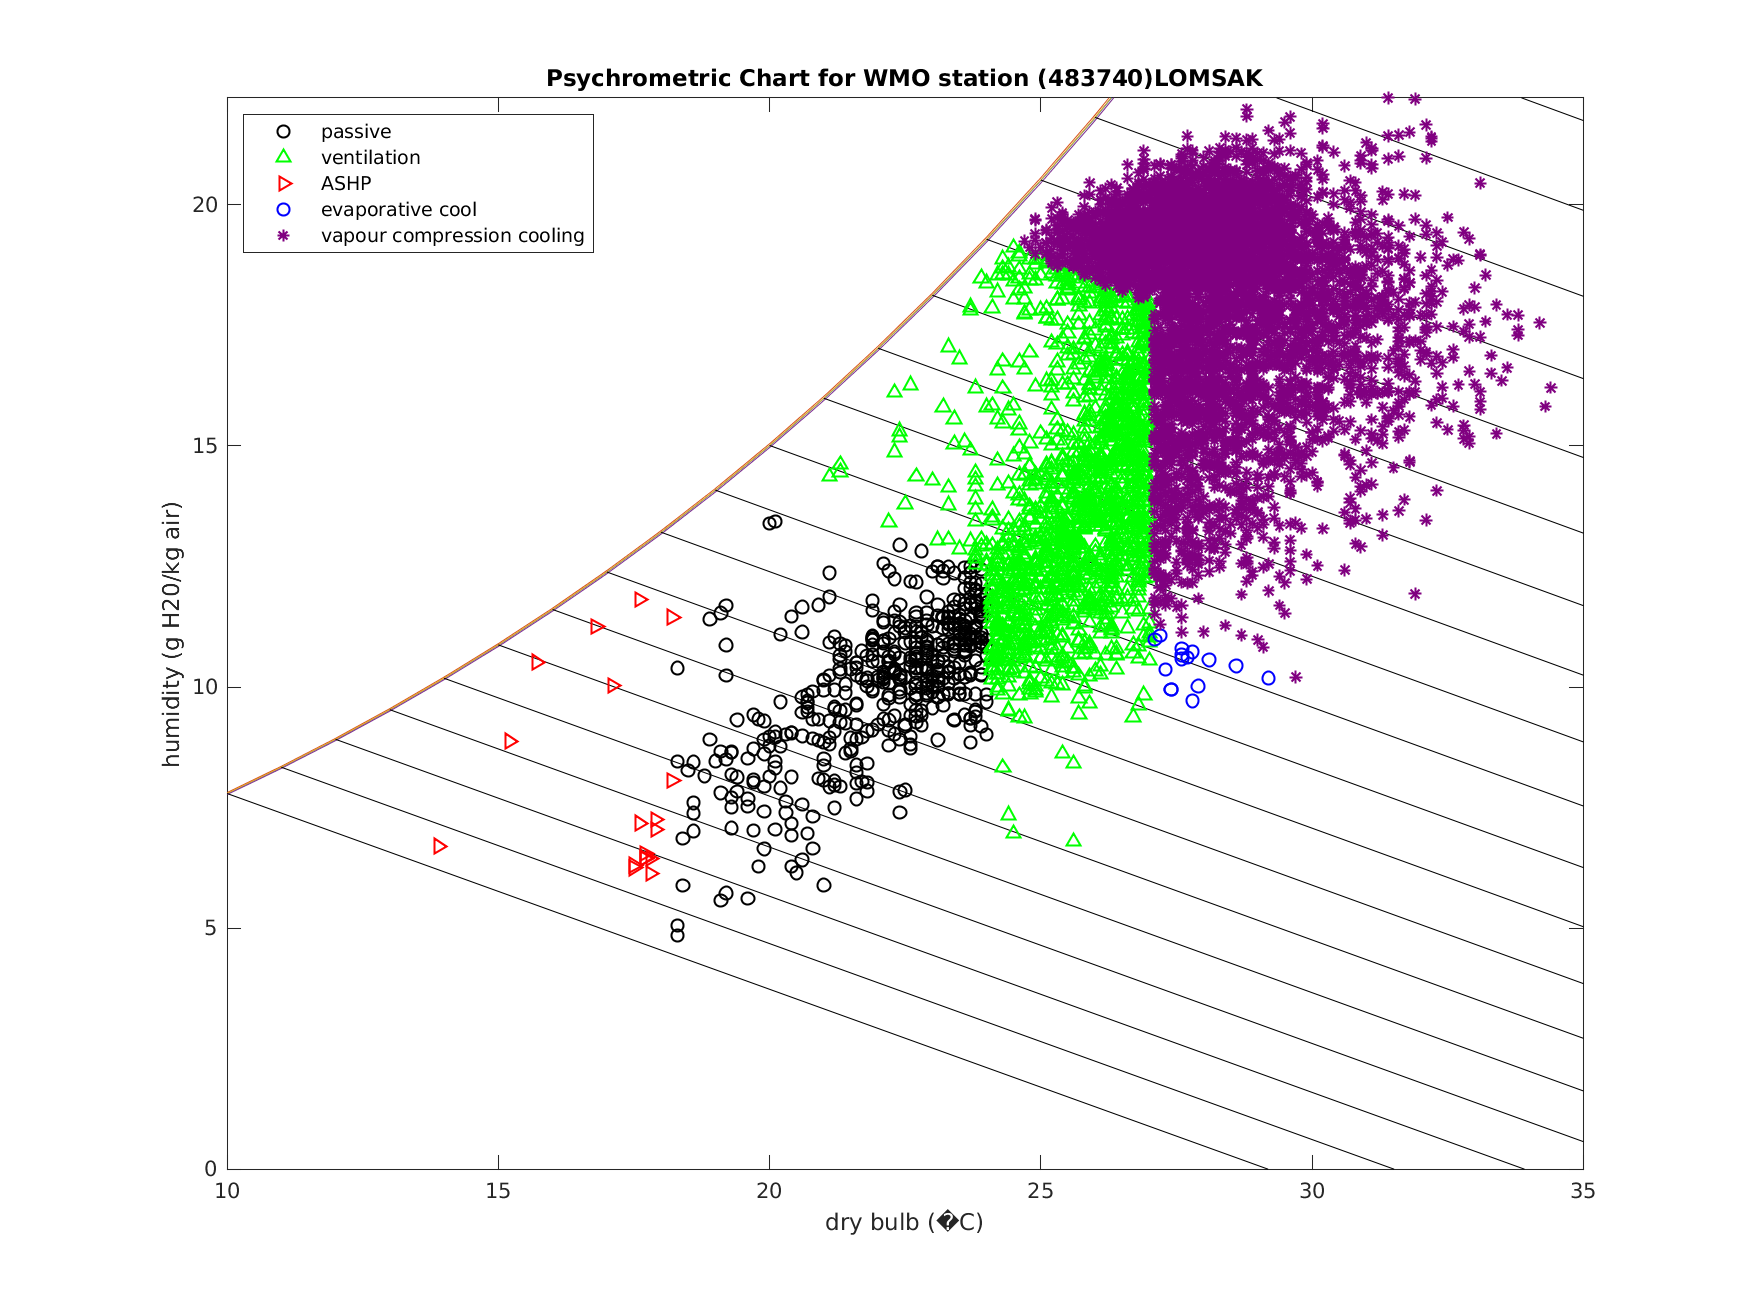 Psychrometric Chart for WMO station (483740)LOMSAK
passive
ventilation
ASHP
evaporative cool
vapour compression cooling
humidity (g H20/kg air)
20
15
10
5
0
10 15 20 25 30 35
dry bulb (�C)